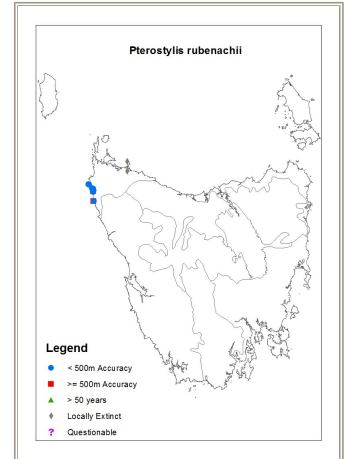 Pterostylis rubenachii
Legend
< 500m Accuracy
>= 500m Accuracy
> 50 years
Locally Extinct
? Questionable